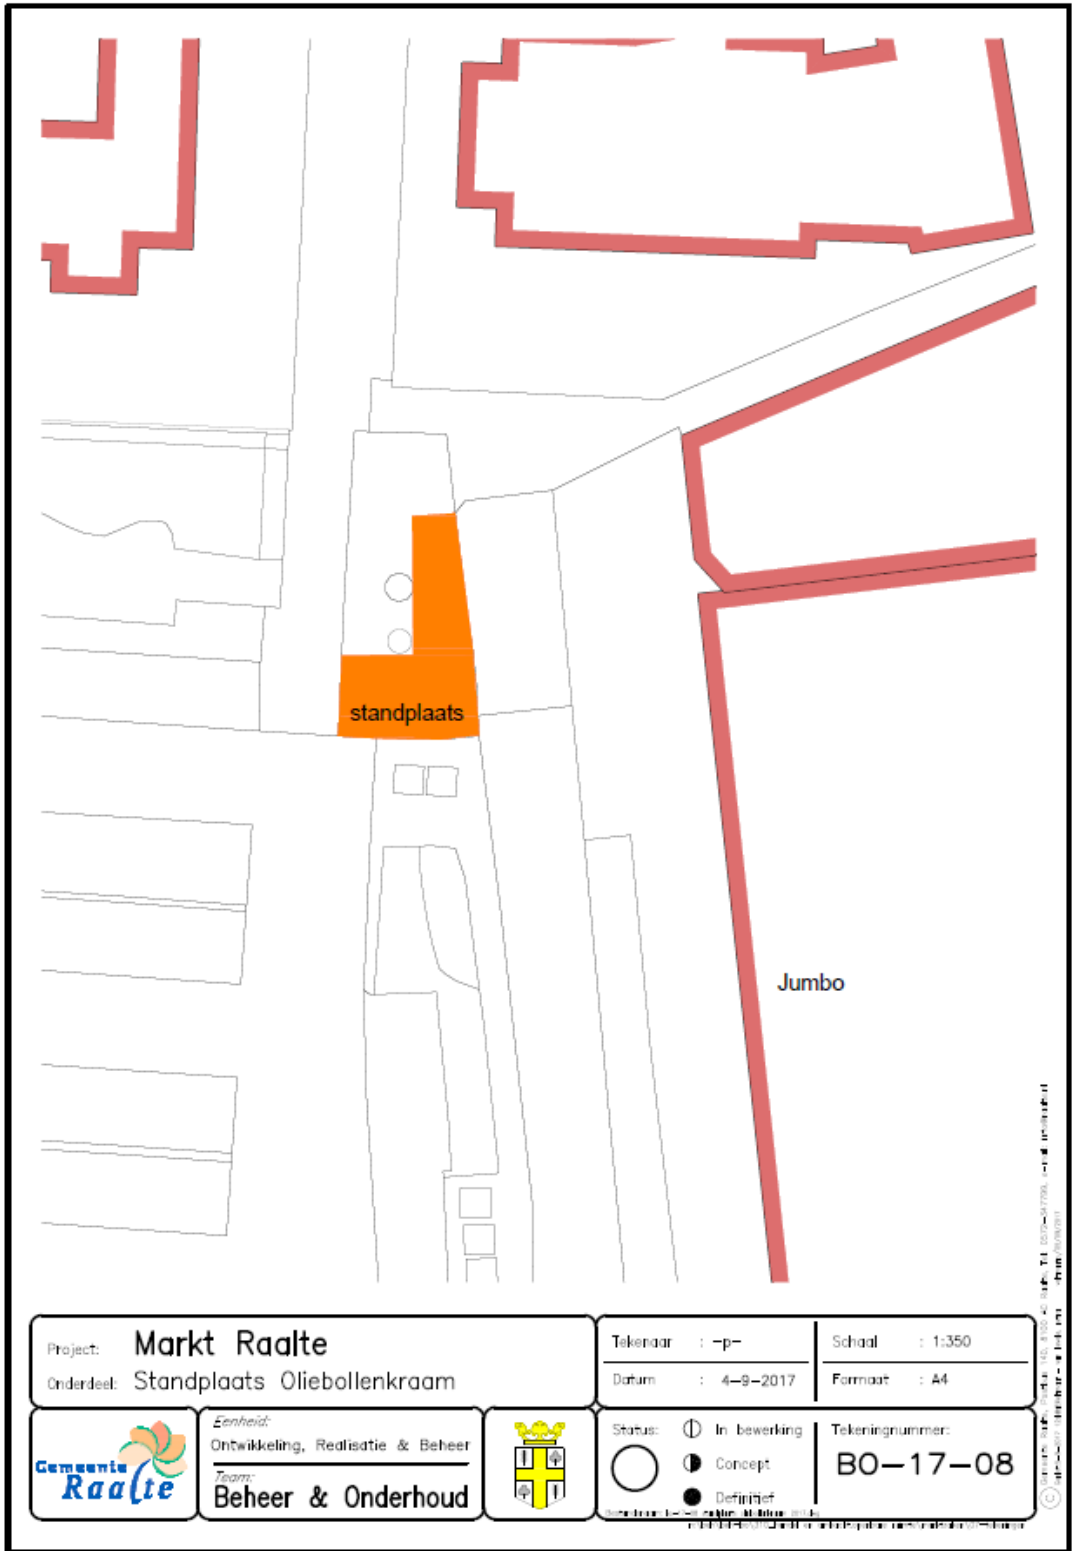 standplaats
Jumbo
Project: Markt Raalte
Onderdeel: Standplaats Oliebollenkraam
Tekenaar : -p-
Schaal : 1:350
Datum : 4-9-2017
Formaat : A4
Gemeente
Raalte
Eenheid:
Ontwikkeling, Realisatie & Beheer
Team:
Beheer & Onderhoud
Status:
In bewerking
Concept
Definitief
Tekeningnummer:
BO-17-08